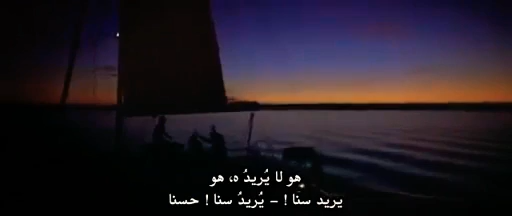 هو لا يُريدُ ه، هو
يريد سنا ! – يُريدُ سنا ! حسنا